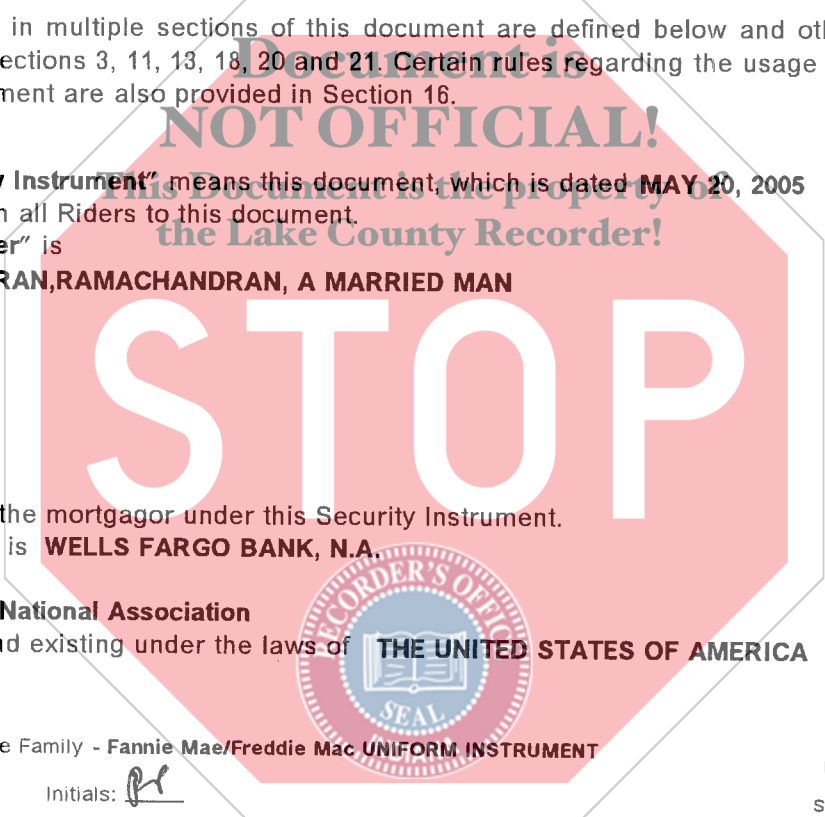 in multiple sections of this document are defined below and oth
ections 3, 11, 13, 18, 20 and 21. Certain rules regarding the usage
ment are also provided in Section 16.
Document is
NOT OFFICIAL!
This Document is the property of
the Lake County Recorder!
y Instrument" means this document, which is dated MAY 20, 2005
h all Riders to this document.
er" is
RAN,RAMACHANDRAN, A MARRIED MAN
STOP
the mortgagor under this Security Instrument.
is WELLS FARGO BANK, N.A.
National Association
nd existing under the laws of THE UNITED STATES OF AMERICA
RECORDER'S OFFICE
SEAL
INDIANA
e Family - Fannie Mae/Freddie Mac UNIFORM INSTRUMENT
Initials:
s